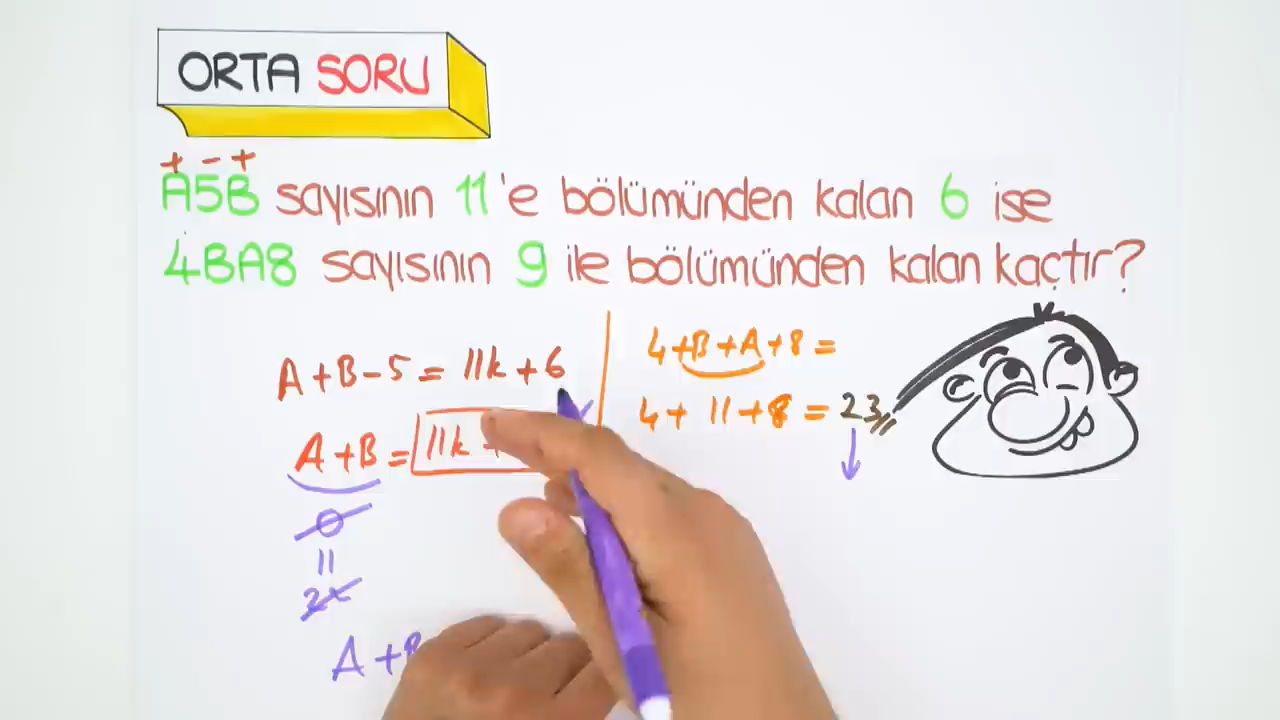 ORTA SORU
+ - +
A5B sayısının 11'e bölümünden kalan 6 ise
4BA8 sayısının 9 ile bölümünden kalan kaçtır?
A+B-5=11k+6
A+B=11k+
0
11
22
A+B
4+B+A+8=
4+11+8=23